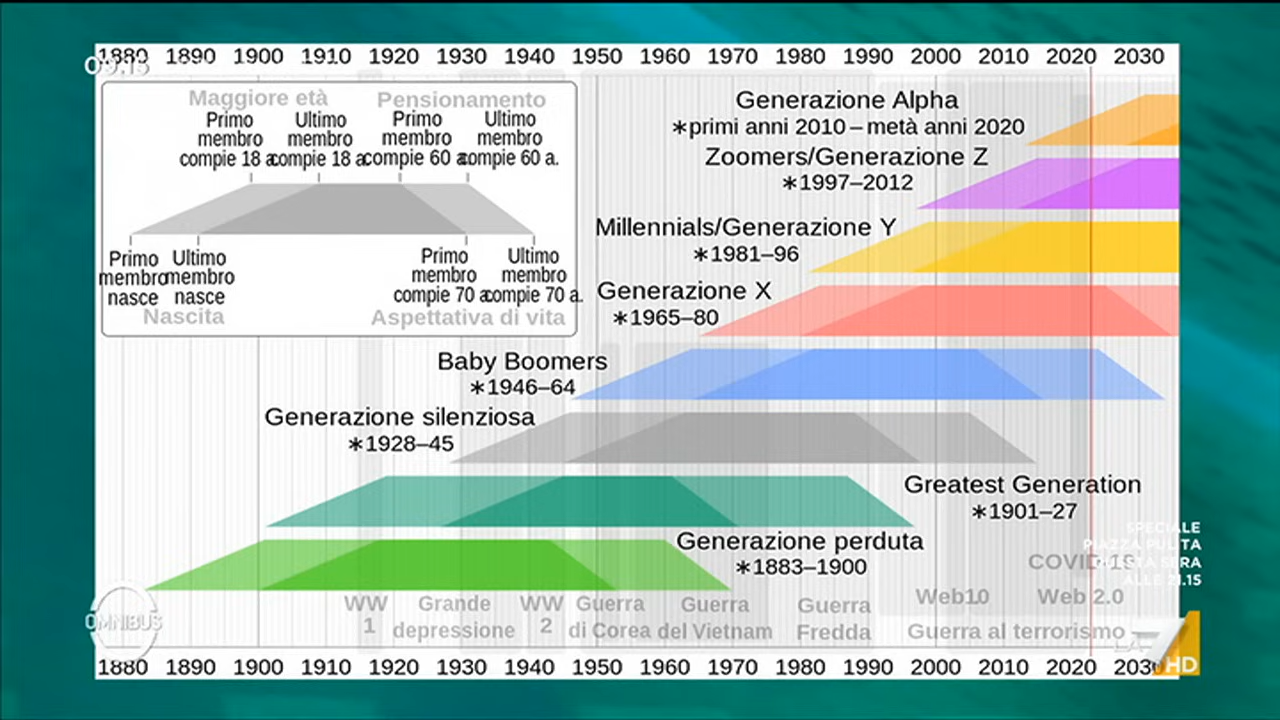 1880 1890 1900 1910 1920 1930 1940 1950 1960 1970 1980 1990 2000 2010 2020 2030
09.15
Maggiore età
Pensionamento
Primo membro compie 18 a.
Ultimo membro compie 18 a.
Primo membro compie 60 a.
Ultimo membro compie 60 a.
Primo membro nasce
Ultimo membro nasce
Primo membro compie 70 a.
Ultimo membro compie 70 a.
Nascita
Aspettativa di vita
Generazione Alpha
∗primi anni 2010 – metà anni 2020
Zoomers/Generazione Z
∗1997–2012
Millennials/Generazione Y
∗1981–96
Generazione X
∗1965–80
Baby Boomers
∗1946–64
Generazione silenziosa
∗1928–45
Greatest Generation
∗1901–27
Generazione perduta
∗1883–1900
SPECIALE
PIAZZA PULITA
QUESTA SERA
ALLE 21.15
COVID-19
WW 1
Grande depressione
WW 2
Guerra di Corea
Guerra del Vietnam
Guerra Fredda
Web10
Web 2.0
Guerra al terrorismo
OMNIBUS
LA7 HD
1880 1890 1900 1910 1920 1930 1940 1950 1960 1970 1980 1990 2000 2010 2020 2030